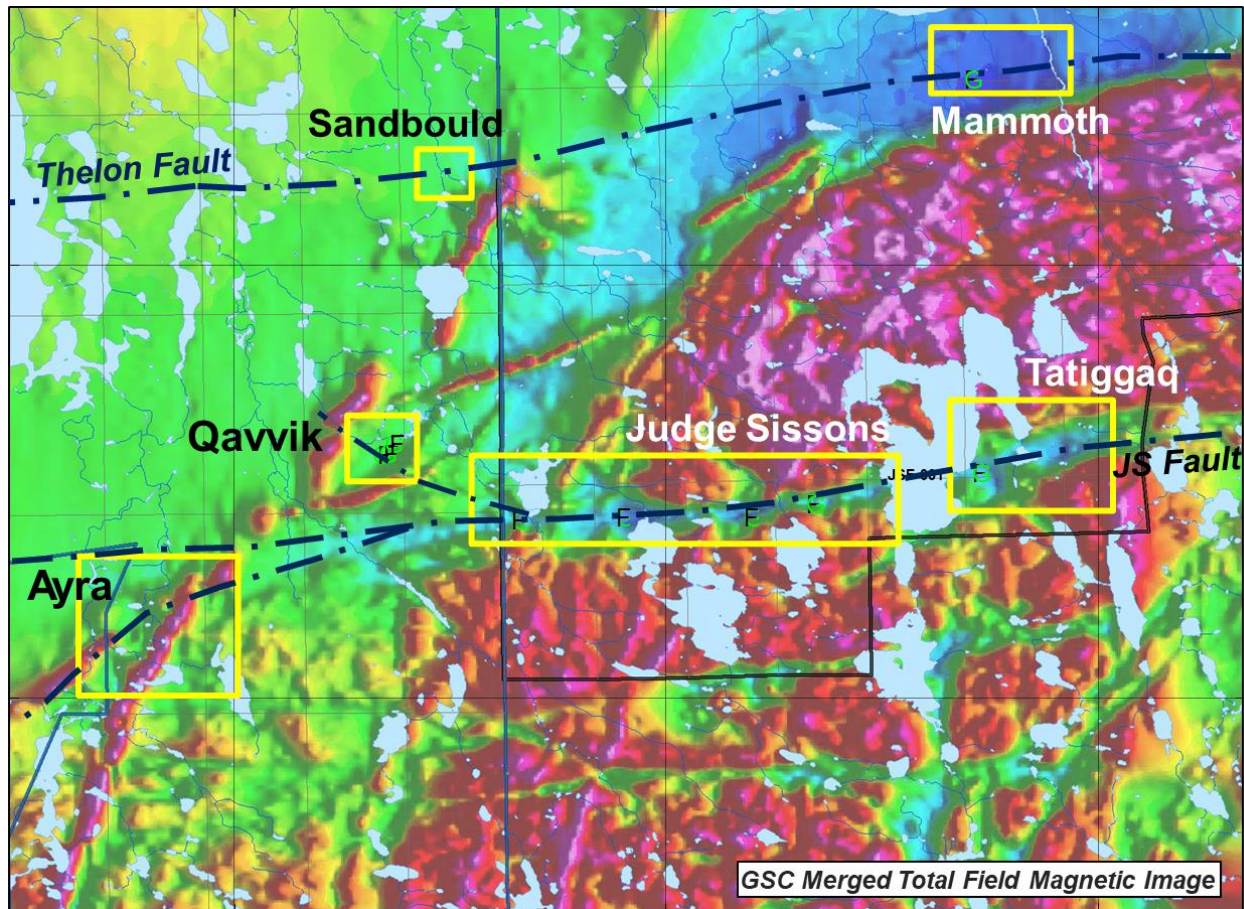 Sandbould
Mammoth
Thelon Fault
Tatiggaq
Qavvik
Judge Sissons
JS Fault
Ayra
G
F
F
F
F
GSC Merged Total Field Magnetic Image